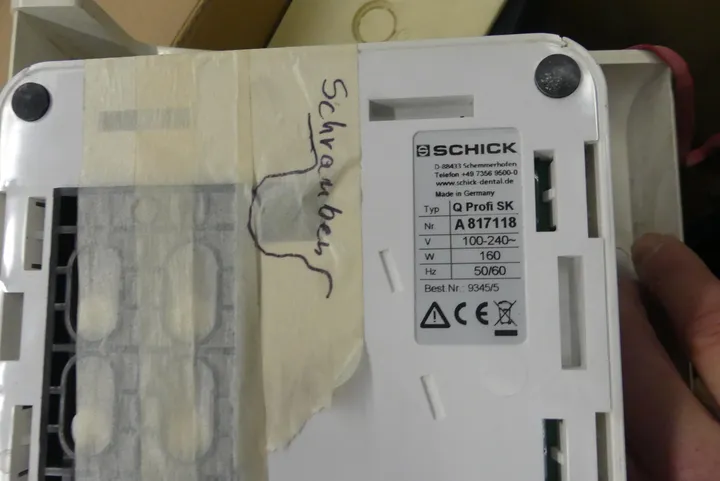 Schrauben
SCHICK
D-88433 Schemmerhofen
Telefon +49 7356 9500-0
www.schick-dental.de
Made in Germany
Typ Q Profi SK
Nr. A 817118
V 100-240~
W 160
Hz 50/60
Best.Nr.: 9345/5
CE